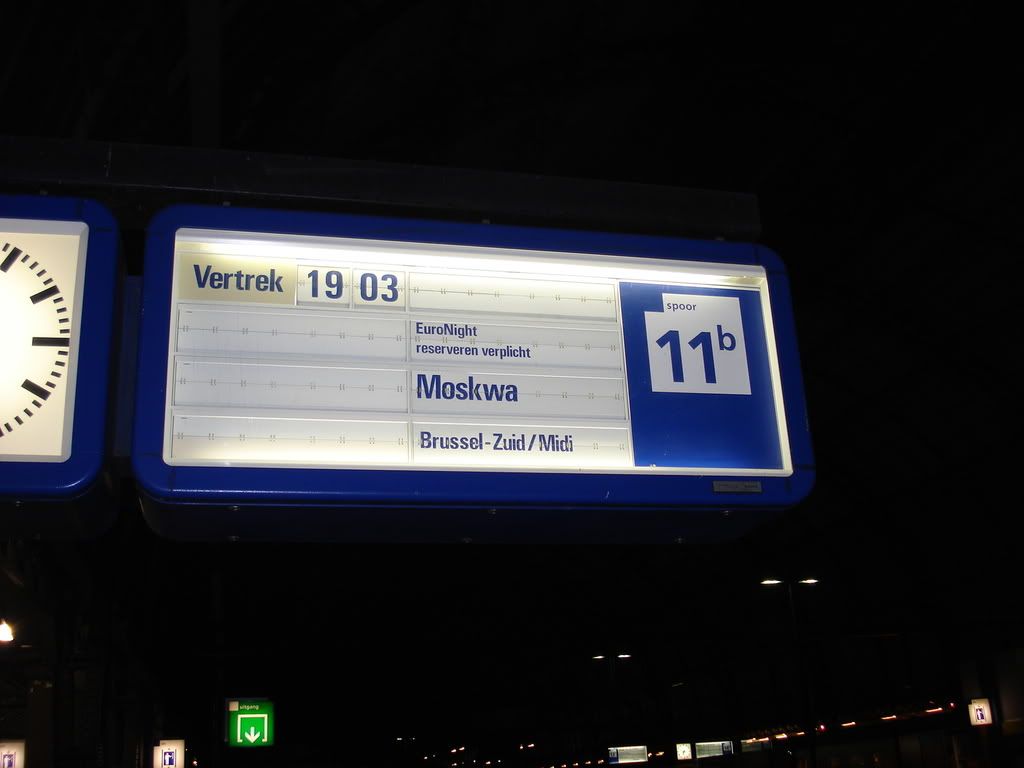 Vertrek 19 03
spoor
11b
EuroNight
reserveren verplicht
Moskwa
Brussel-Zuid/Midi
uitgang